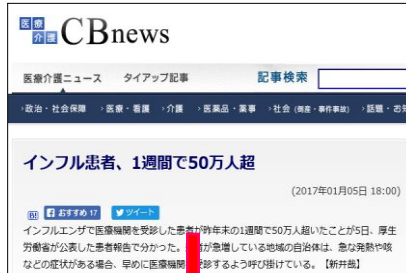 医療
介護 CBnews
医療介護ニュース タイアップ記事 記事検索
›政治・社会保障 ›医療・看護 ›介護 ›医薬品・薬事 ›社会(倒産・事件事故) ›話題・お知
インフル患者、1週間で50万人超
(2017年01月05日 18:00)
B! おすすめ 17 ツイート
インフルエンザで医療機関を受診した患者が昨年末の1週間で50万人超いたことが5日、厚生
労働省が公表した患者報告で分かった。 が急増している地域の自治体は、急な発熱や咳
などの症状がある場合、早めに医療機関 受診するよう呼び掛けている。【新井哉】